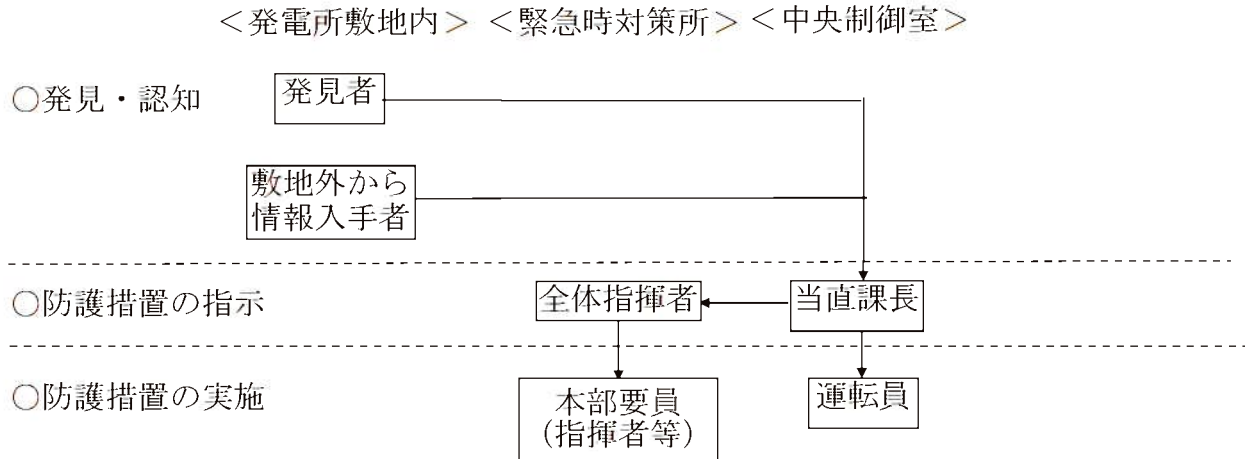 <発電所敷地内> <緊急時対策所> <中央制御室>
○発見・認知
発見者
敷地外から
情報入手者
○防護措置の指示
全体指揮者
当直課長
○防護措置の実施
本部要員
(指揮者等)
運転員